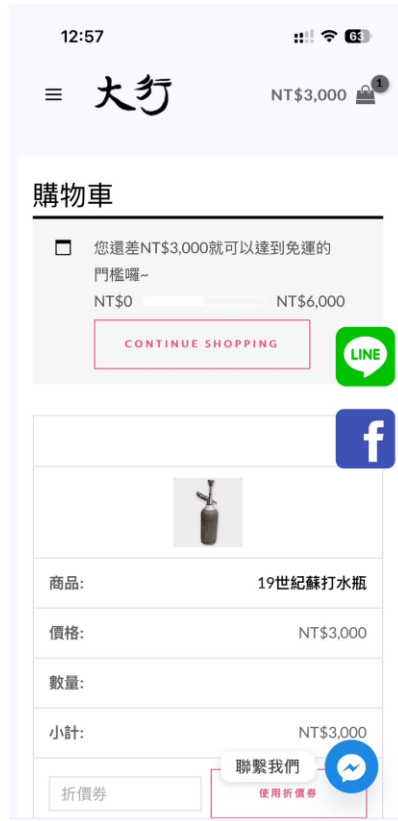 12:57
63
大行
NT$3,000
1
購物車
您還差NT$3,000就可以達到免運的
門檻囉~
NT$0
NT$6,000
CONTINUE SHOPPING
LINE
f
商品:
19世紀蘇打水瓶
價格:
NT$3,000
數量:
小計:
NT$3,000
聯繫我們
折價券
使用折價券